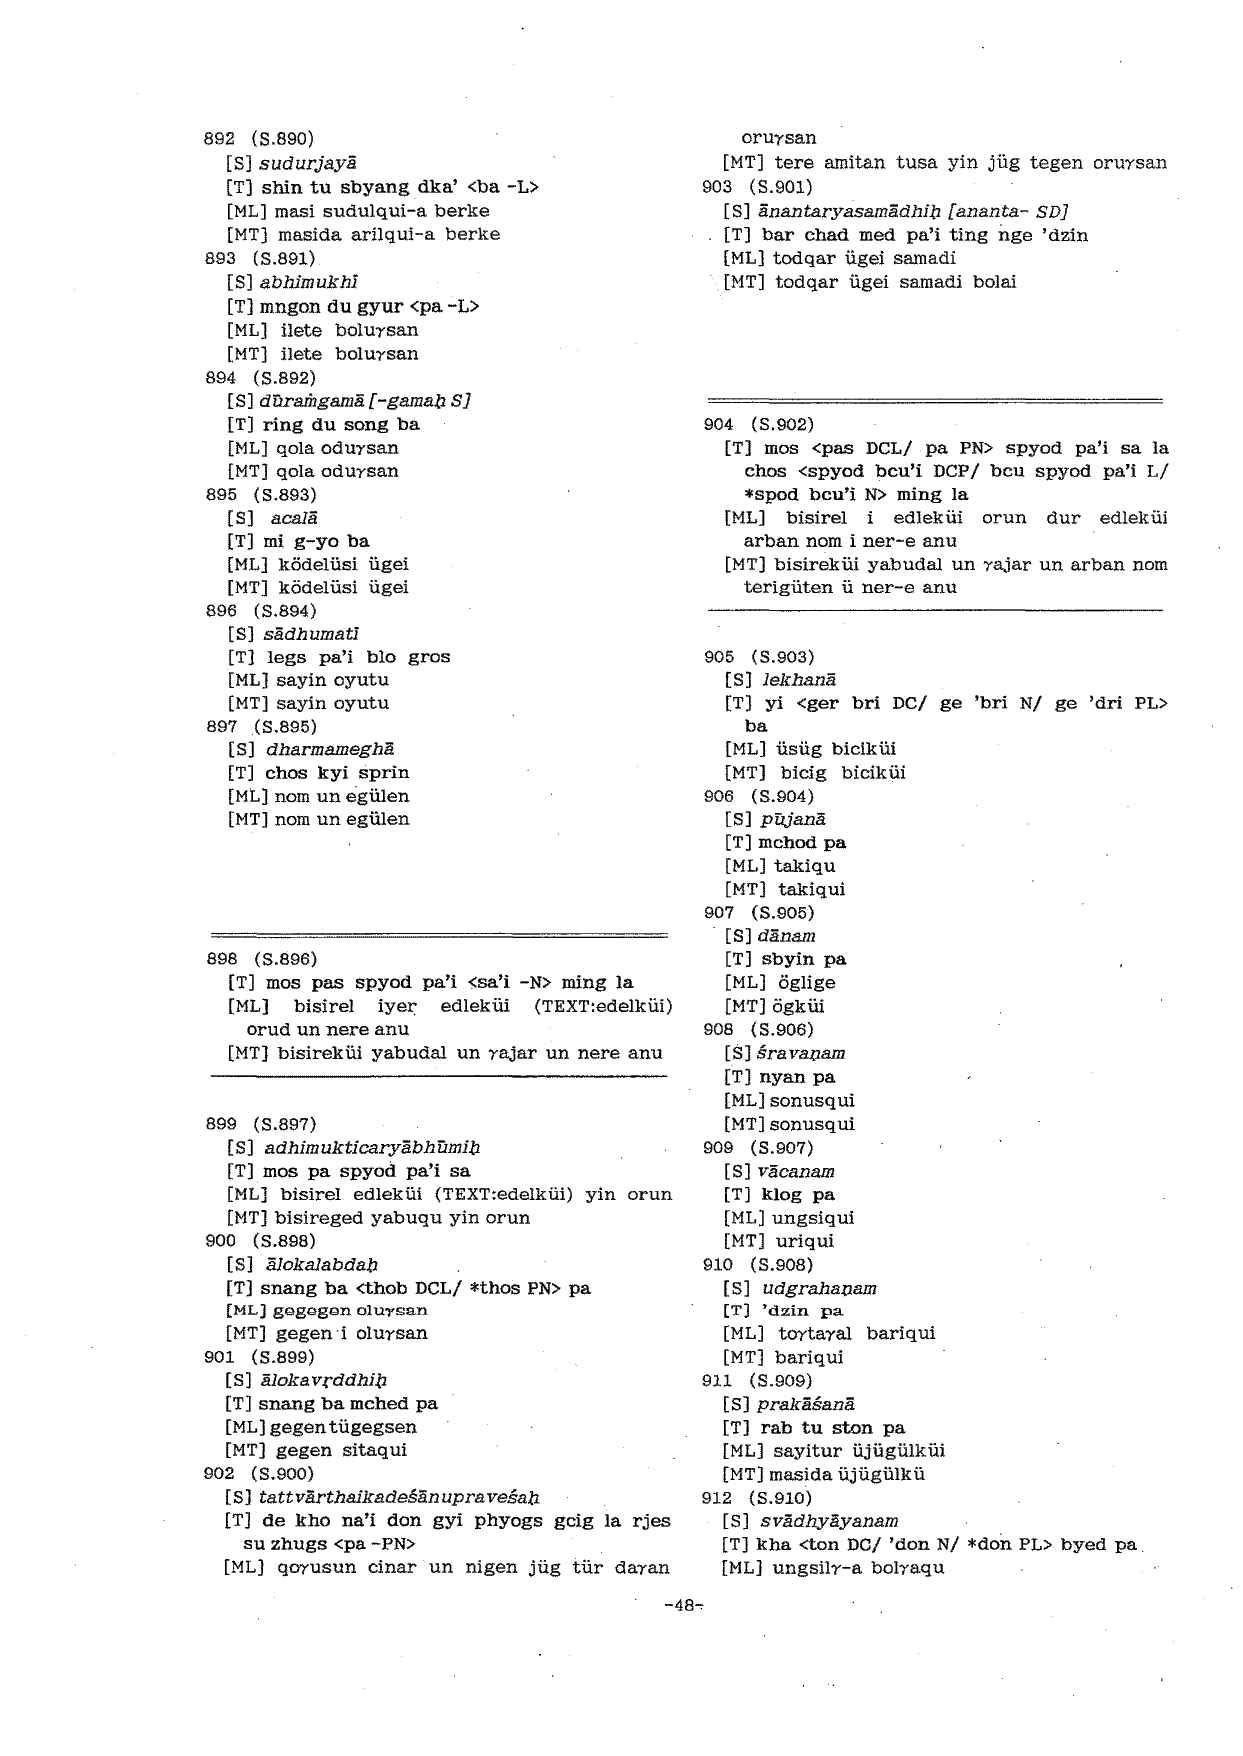 892 (S.890)
[S] sudurjayā
[T] shin tu sbyang dka' <ba -L>
[ML] masi sudulqui-a berke
[MT] masida arilqui-a berke
893 (S.891)
[S] abhimukhī
[T] mngon du gyur <pa -L>
[ML] ilete boluγsan
[MT] ilete boluγsan
894 (S.892)
[S] dūraṁgamā [-gamaḥ S]
[T] ring du song ba
[ML] qola oduγsan
[MT] qola oduγsan
895 (S.893)
[S] acalā
[T] mi g-yo ba
[ML] ködelüsi ügei
[MT] ködelüsi ügei
896 (S.894)
[S] sādhumatī
[T] legs pa'i blo gros
[ML] sayin oyutu
[MT] sayin oyutu
897 (S.895)
[S] dharmameghā
[T] chos kyi sprin
[ML] nom un egülen
[MT] nom un egülen
898 (S.896)
[T] mos pas spyod pa'i <sa'i -N> ming la
[ML] bisirel iyer edleküi (TEXT:edelküi)
orud un nere anu
[MT] bisireküi yabudal un γajar un nere anu
899 (S.897)
[S] adhimukticaryābhūmiḥ
[T] mos pa spyod pa'i sa
[ML] bisirel edleküi (TEXT:edelküi) yin orun
[MT] bisireged yabuqu yin orun
900 (S.898)
[S] ālokalabdaḥ
[T] snang ba <thob DCL/ *thos PN> pa
[ML] gegegen oluγsan
[MT] gegen i oluγsan
901 (S.899)
[S] ālokavṛddhiḥ
[T] snang ba mched pa
[ML] gegen tügegsen
[MT] gegen sitaqui
902 (S.900)
[S] tattvārthaikadeśānupraveśaḥ
[T] de kho na'i don gyi phyogs gcig la rjes
su zhugs <pa -PN>
[ML] qoγusun cinar un nigen jüg tür daγan
oruγsan
[MT] tere amitan tusa yin jüg tegen oruγsan
903 (S.901)
[S] ānantaryasamādhiḥ [ananta- SD]
[T] bar chad med pa'i ting nge 'dzin
[ML] todqar ügei samadi
[MT] todqar ügei samadi bolai
904 (S.902)
[T] mos <pas DCL/ pa PN> spyod pa'i sa la
chos <spyod bcu'i DCP/ bcu spyod pa'i L/
*spod bcu'i N> ming la
[ML] bisirel i edleküi orun dur edleküi
arban nom i ner-e anu
[MT] bisireküi yabudal un γajar un arban nom
terigüten ü ner-e anu
905 (S.903)
[S] lekhanā
[T] yi <ger bri DC/ ge 'bri N/ ge 'dri PL>
ba
[ML] üsüg biciküi
[MT] bicig biciküi
906 (S.904)
[S] pūjanā
[T] mchod pa
[ML] takiqu
[MT] takiqui
907 (S.905)
[S] dānam
[T] sbyin pa
[ML] öglige
[MT] ögküi
908 (S.906)
[S] śravaṇam
[T] nyan pa
[ML] sonusqui
[MT] sonusqui
909 (S.907)
[S] vācanam
[T] klog pa
[ML] ungsiqui
[MT] uriqui
910 (S.908)
[S] udgrahaṇam
[T] 'dzin pa
[ML] toγtaγal bariqui
[MT] bariqui
911 (S.909)
[S] prakāśanā
[T] rab tu ston pa
[ML] sayitur üjügülküi
[MT] masida üjügülkü
912 (S.910)
[S] svādhyāyanam
[T] kha <ton DC/ 'don N/ *don PL> byed pa
[ML] ungsilγ-a bolγaqu
-48-